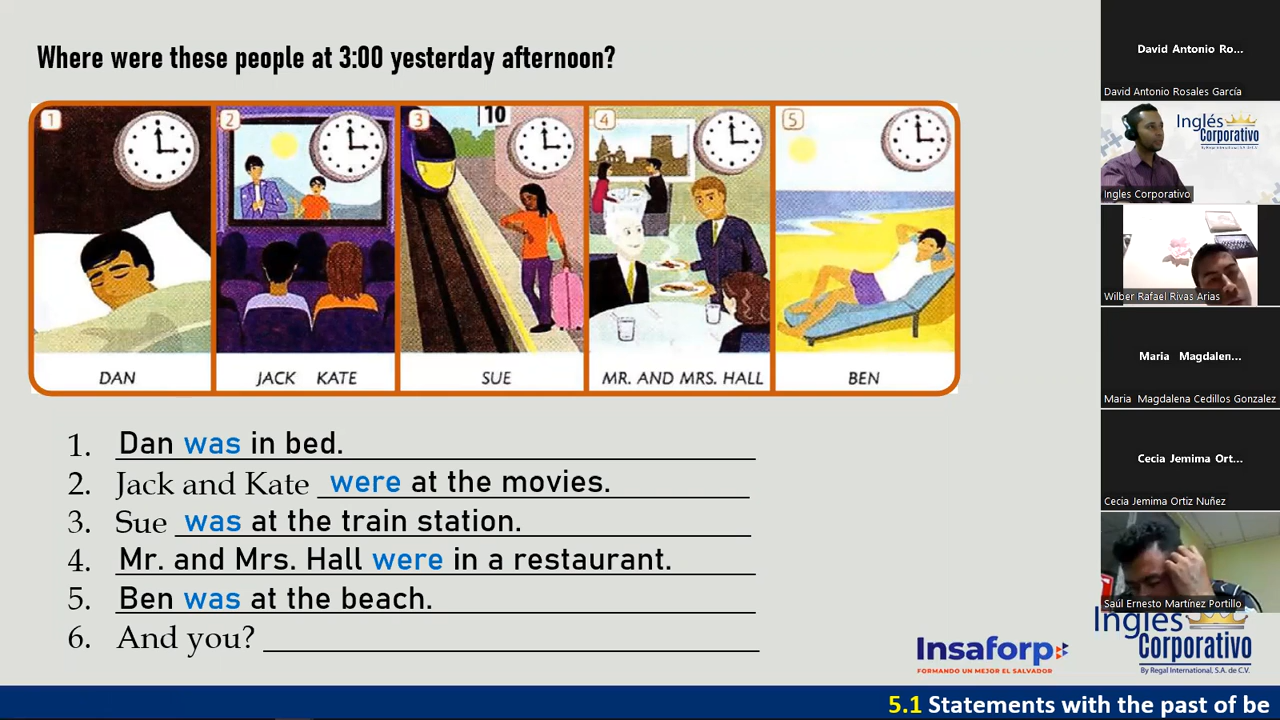 Where were these people at 3:00 yesterday afternoon?
1 2 3 10 4 5
DAN JACK KATE SUE MR. AND MRS. HALL BEN
1. Dan was in bed.
2. Jack and Kate were at the movies.
3. Sue was at the train station.
4. Mr. and Mrs. Hall were in a restaurant.
5. Ben was at the beach.
6. And you?
Insaforp
FORMANDO UN MEJOR EL SALVADOR
Inglés
Corporativo
By Regal International, S.A. de C.V.
5.1 Statements with the past of be
David Antonio Ro...
David Antonio Rosales García
Inglés
Corporativo
Ingles Corporativo
Wilber Rafael Rivas Arias
Maria Magdalen...
Maria Magdalena Cedillos Gonzalez
Cecia Jemima Ort...
Cecia Jemima Ortiz Nuñez
Saúl Ernesto Martínez Portillo